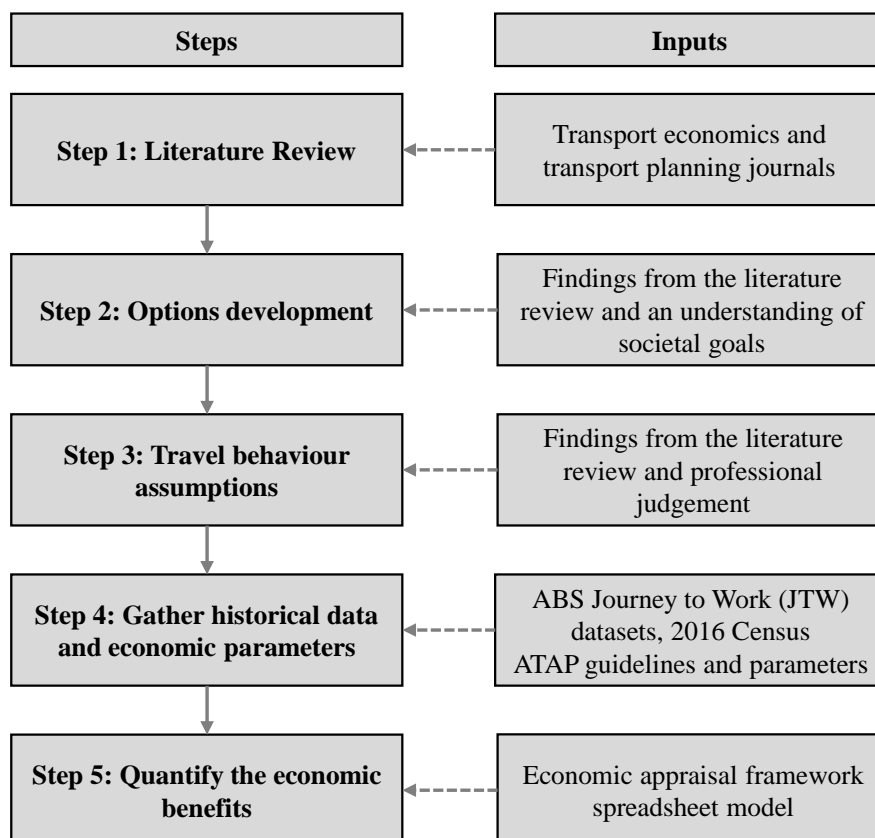 Steps
Inputs
Step 1: Literature Review
Transport economics and
transport planning journals
Step 2: Options development
Findings from the literature
review and an understanding of
societal goals
Step 3: Travel behaviour
assumptions
Findings from the literature
review and professional
judgement
Step 4: Gather historical data
and economic parameters
ABS Journey to Work (JTW)
datasets, 2016 Census
ATAP guidelines and parameters
Step 5: Quantify the economic
benefits
Economic appraisal framework
spreadsheet model